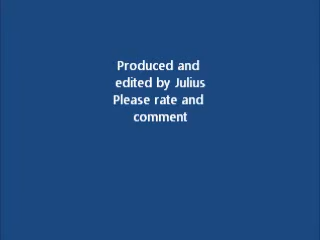 Produced and
edited by Julius
Please rate and
comment